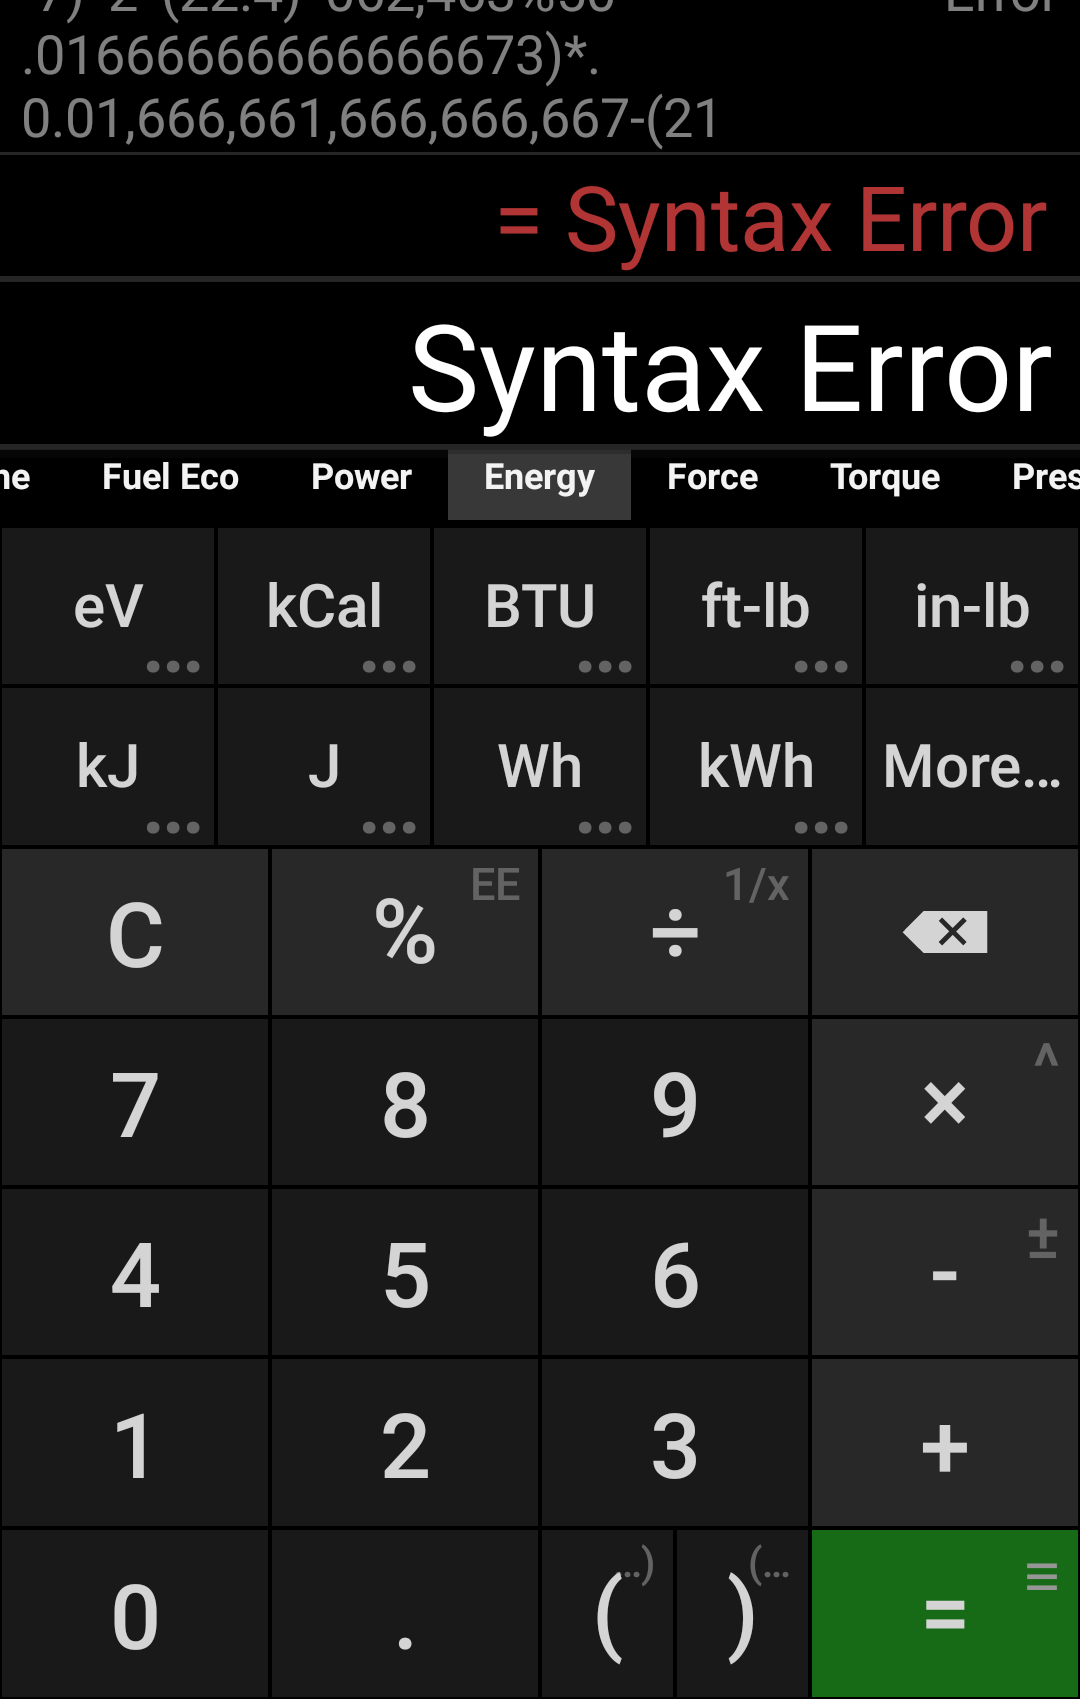 .01666666666666673)*.
0.01,666,661,666,666,667-(21
= Syntax Error
Syntax Error
ne Fuel Eco Power Energy Force Torque Pres
eV kCal BTU ft-lb in-lb
kJ J Wh kWh More...
C % EE ÷ 1/x
7 8 9 × ^
4 5 6 - ±
1 2 3 +
0 . ( ..) ) (... = ≡